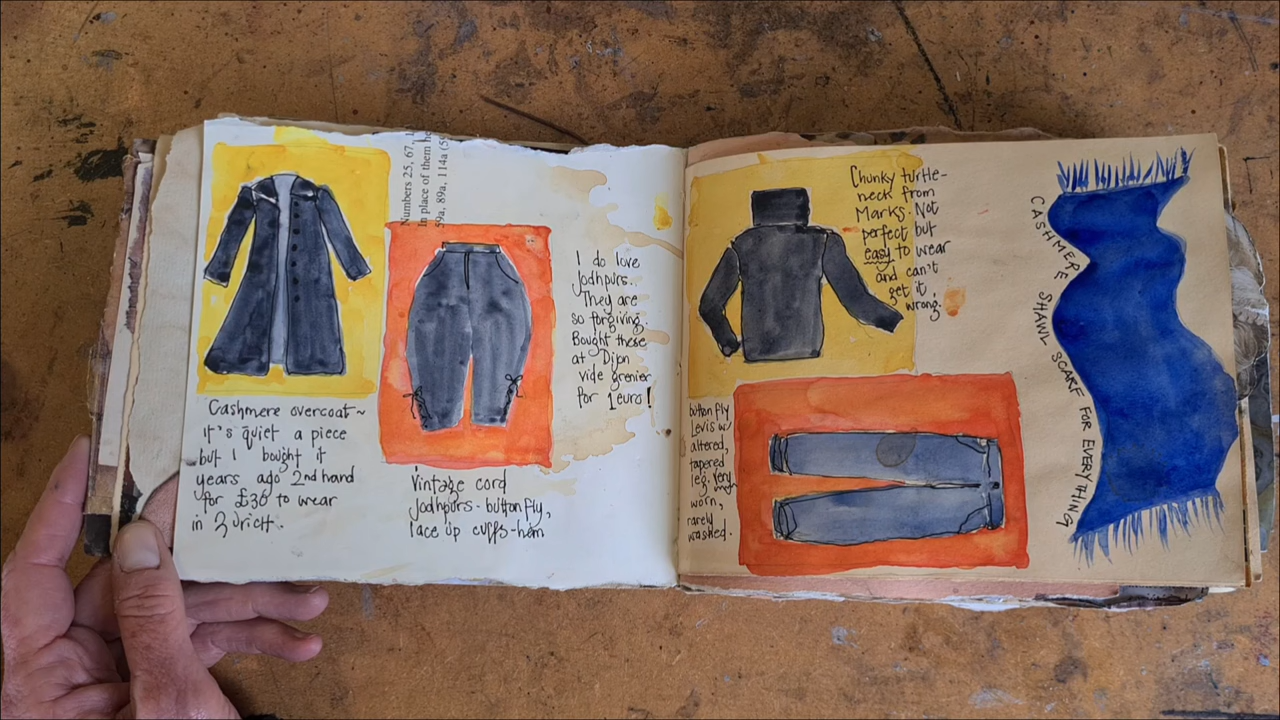 Numbers 25, 67,
In place of them he
59a, 89a, 114a (59
Cashmere overcoat~
it's quiet a piece
but I bought it
years ago 2nd hand
for £30 to wear
in Zurich.
Vintage cord
Jodhpurs - button fly,
lace up cuffs-hem
I do love
Jodhpurs.
They are
so forgiving.
Bought these
at Dijon
vide grenier
for 1 euro!
Chunky turtle-
neck from
Marks. Not
perfect but
easy to wear
and can't
get it
wrong.
button fly
Levis w/
altered,
tapered
leg. Very
worn,
rarely
washed.
CASHMERE SHAWL SCARF FOR EVERYTHING